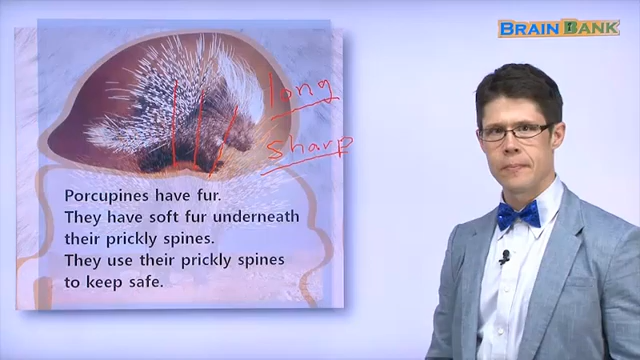 BRAIN BANK
long
sharp
Porcupines have fur.
They have soft fur underneath
their prickly spines.
They use their prickly spines
to keep safe.